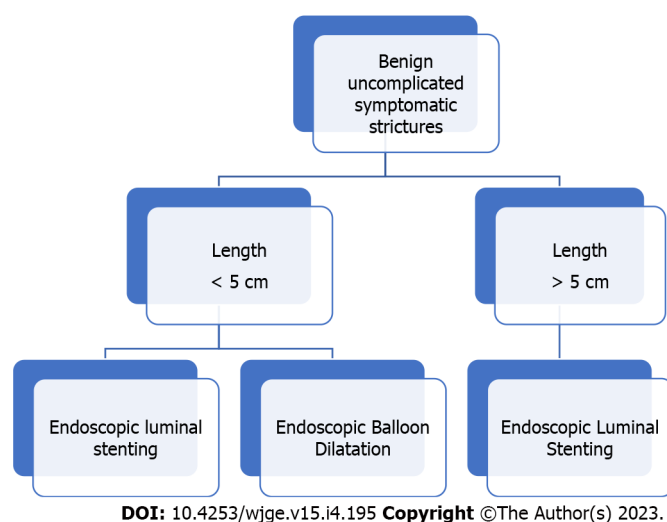 Benign
uncomplicated
symptomatic
strictures
Length
< 5 cm
Length
> 5 cm
Endoscopic luminal
stenting
Endoscopic Balloon
Dilatation
Endoscopic Luminal
Stenting
DOI: 10.4253/wjge.v15.i4.195 Copyright ©The Author(s) 2023.